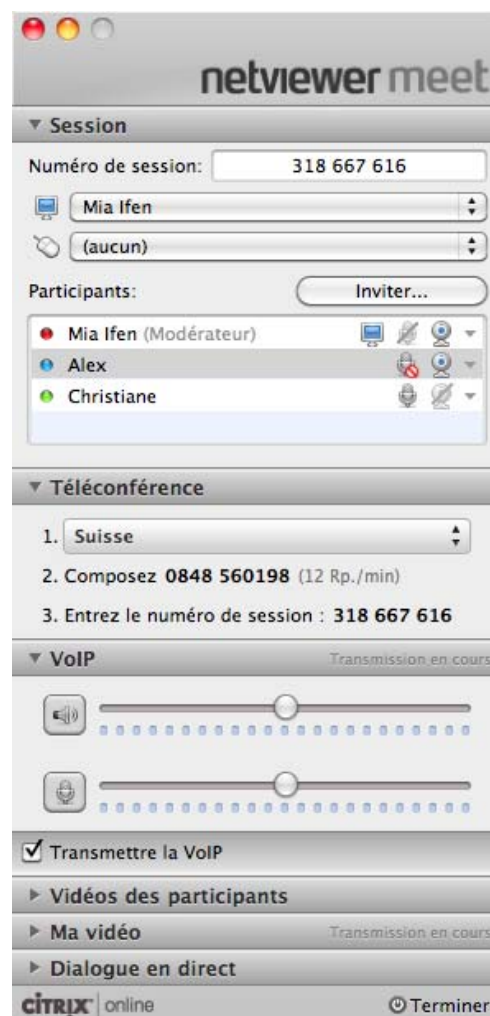 netviewer meet
Session
Numéro de session: 318 667 616
Mia Ifen
(aucun)
Participants: Inviter...
Mia Ifen (Modérateur)
Alex
Christiane
Téléconférence
1. Suisse
2. Composez 0848 560198 (12 Rp./min)
3. Entrez le numéro de session : 318 667 616
VoIP Transmission en cours
Transmettre la VoIP
Vidéos des participants
Ma vidéo Transmission en cours
Dialogue en direct
CİTRIX online Terminer